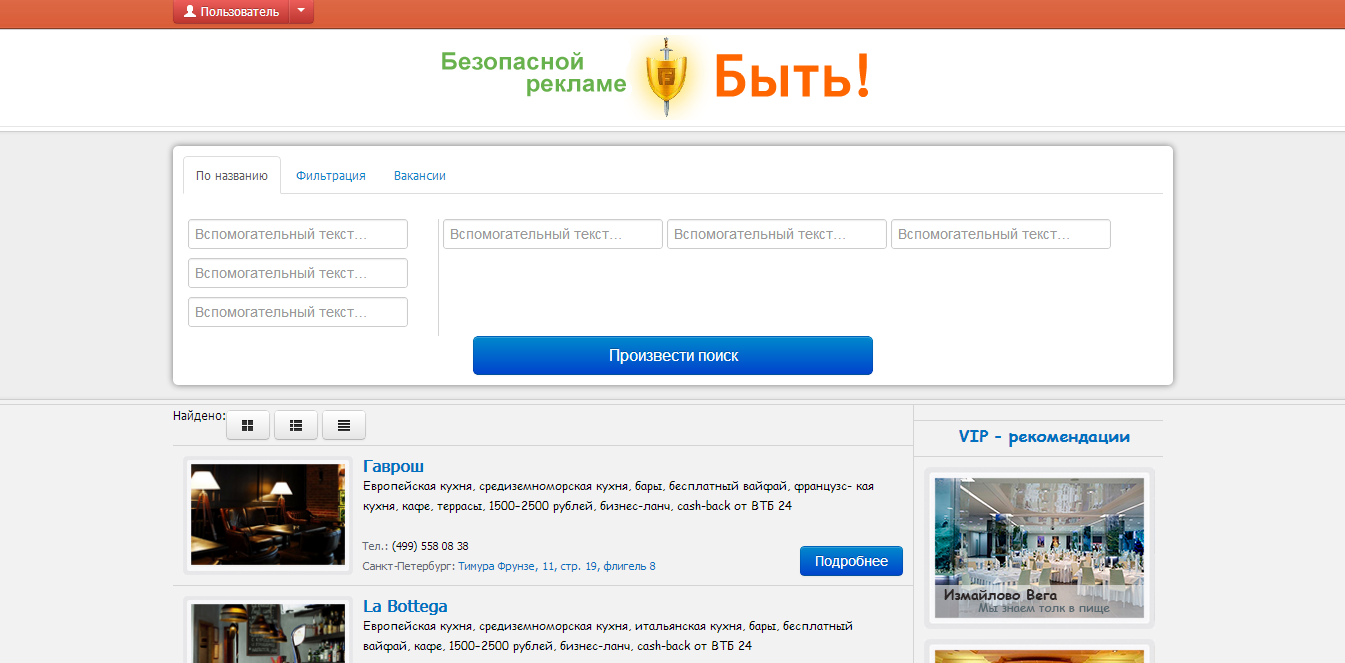 Пользователь
Безопасной
рекламе
Быть!
По названию Фильтрация Вакансии
Вспомогательный текст... Вспомогательный текст... Вспомогательный текст... Вспомогательный текст...
Вспомогательный текст...
Вспомогательный текст...
Произвести поиск
Найдено:
VIP - рекомендации
Гаврош
Европейская кухня, средиземноморская кухня, бары, бесплатный вайфай, французс- кая
кухня, кафе, террасы, 1500-2500 рублей, бизнес-ланч, cash-back от ВТБ 24
Тел.: (499) 558 08 38
Санкт-Петербург: Тимура Фрунзе, 11, стр. 19, флигель 8
Подробнее
Измайлово Вега
Мы знаем толк в пище
La Bottega
Европейская кухня, средиземноморская кухня, итальянская кухня, бары, бесплатный
вайфай, кафе, 1500-2500 рублей, бизнес-ланч, cash-back от ВТБ 24